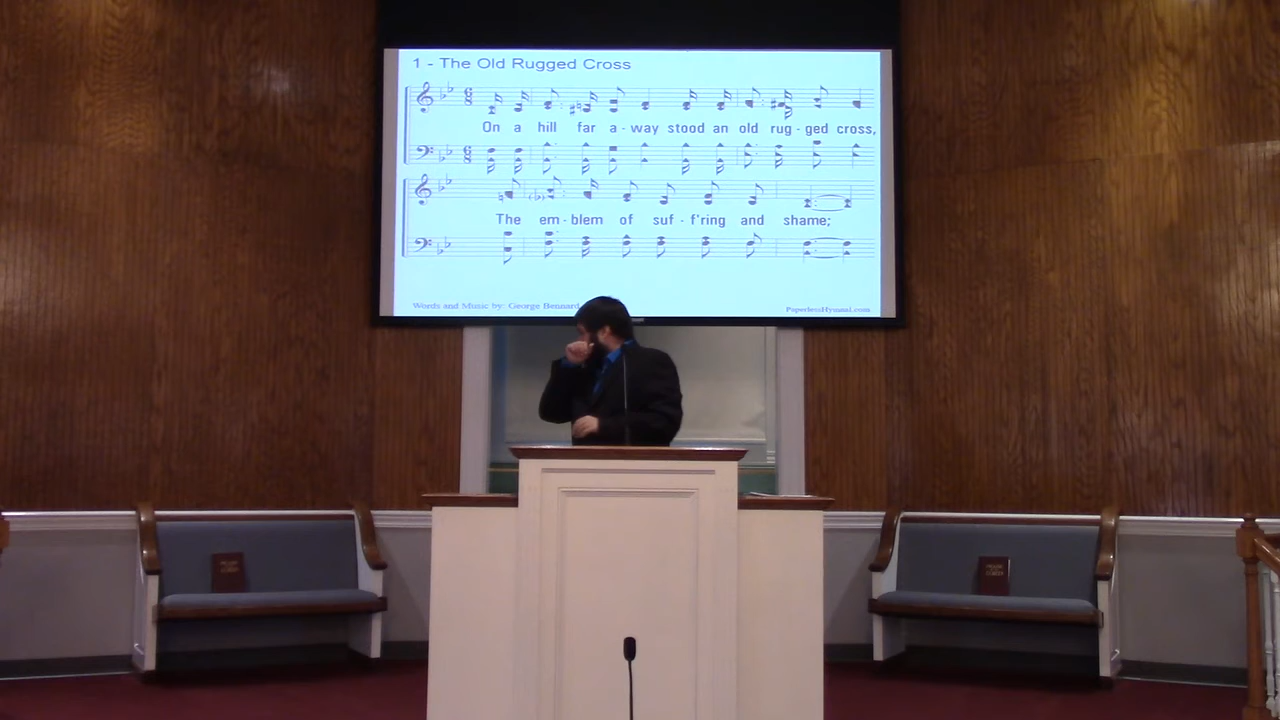 1 - The Old Rugged Cross
On a hill far a - way stood an old rug - ged cross,
The em - blem of suf - f'ring and shame;
Words and Music by: George Bennard
PaperlessHymnal.com